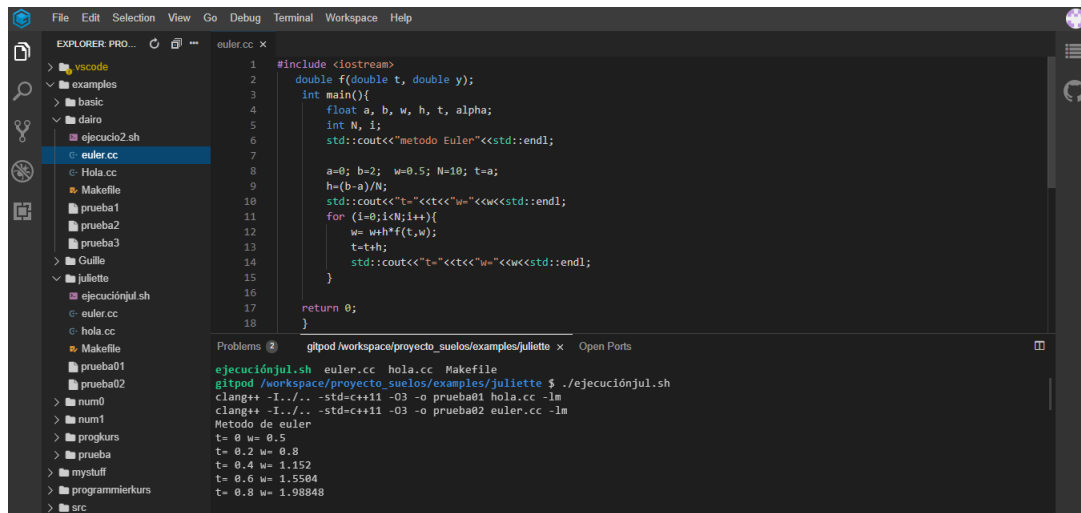 File Edit Selection View Go Debug Terminal Workspace Help
EXPLORER: PRO...
vscode
examples
basic
dairo
ejecucio2.sh
euler.cc
Hola.cc
Makefile
prueba1
prueba2
prueba3
Guille
juliette
ejecuciónjul.sh
euler.cc
hola.cc
Makefile
prueba01
prueba02
num0
num1
progkurs
prueba
mystuff
programmierkurs
src
euler.cc ×
1 #include <iostream>
2 double f(double t, double y);
3 int main(){
4 float a, b, w, h, t, alpha;
5 int N, i;
6 std::cout<<"metodo Euler"<<std::endl;
7
8 a=0; b=2; w=0.5; N=10; t=a;
9 h=(b-a)/N;
10 std::cout<<"t="<<t<<"w="<<w<<std::endl;
11 for (i=0;i<N;i++){
12 w= w+h*f(t,w);
13 t=t+h;
14 std::cout<<"t="<<t<<"w="<<w<<std::endl;
15 }
16
17 return 0;
18 }
Problems 2 gitpod /workspace/proyecto_suelos/examples/juliette × Open Ports
ejecuciónjul.sh euler.cc hola.cc Makefile
gitpod /workspace/proyecto_suelos/examples/juliette $ ./ejecuciónjul.sh
clang++ -I../.. -std=c++11 -O3 -o prueba01 hola.cc -lm
clang++ -I../.. -std=c++11 -O3 -o prueba02 euler.cc -lm
Metodo de euler
t= 0 w= 0.5
t= 0.2 w= 0.8
t= 0.4 w= 1.152
t= 0.6 w= 1.5504
t= 0.8 w= 1.98848